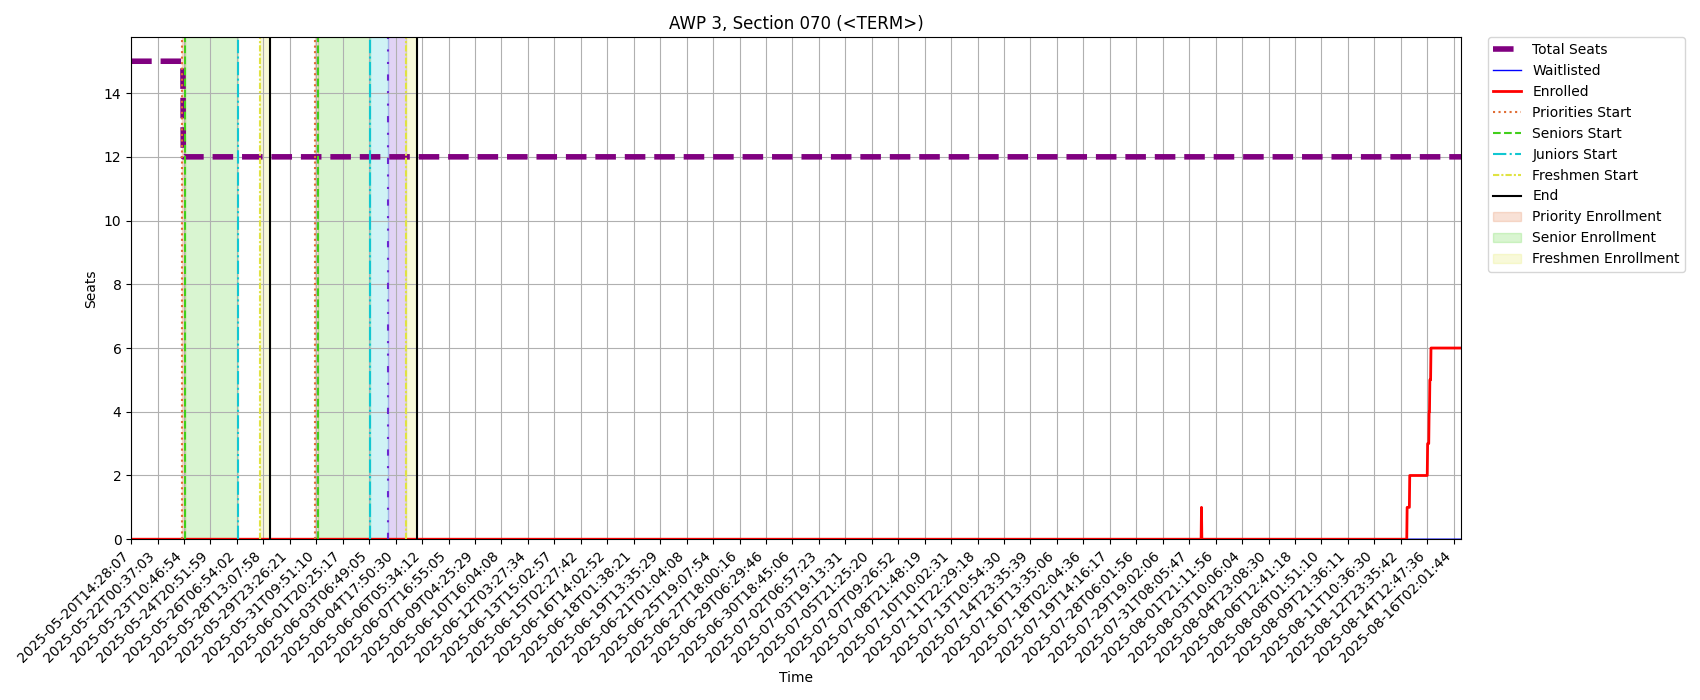 AWP 3, Section 070 (<TERM>)
Total Seats
Waitlisted
Enrolled
Priorities Start
Seniors Start
Juniors Start
Freshmen Start
End
Priority Enrollment
Senior Enrollment
Freshmen Enrollment
Seats
14
12
10
8
6
4
2
0
2025-05-20T14:28:07
2025-05-22T00:37:03
2025-05-23T10:46:54
2025-05-24T20:51:59
2025-05-26T06:54:02
2025-05-28T13:07:58
2025-05-29T23:26:21
2025-05-31T09:51:10
2025-06-01T20:25:17
2025-06-03T06:49:05
2025-06-04T17:50:30
2025-06-06T05:34:12
2025-06-07T16:55:05
2025-06-09T04:25:29
2025-06-10T16:04:08
2025-06-12T03:27:34
2025-06-13T15:02:57
2025-06-15T02:27:42
2025-06-16T14:02:52
2025-06-18T01:38:21
2025-06-19T13:35:29
2025-06-21T01:04:08
2025-06-25T19:07:54
2025-06-27T18:00:16
2025-06-29T06:29:46
2025-06-30T18:45:06
2025-07-02T06:57:23
2025-07-03T19:13:31
2025-07-05T21:25:20
2025-07-07T09:26:52
2025-07-08T21:48:19
2025-07-10T10:02:31
2025-07-11T22:29:18
2025-07-13T10:54:30
2025-07-14T23:35:39
2025-07-16T13:35:06
2025-07-18T02:04:36
2025-07-19T14:16:17
2025-07-28T06:01:56
2025-07-29T19:02:06
2025-07-31T08:05:47
2025-08-01T21:11:56
2025-08-03T10:06:04
2025-08-04T23:08:30
2025-08-06T12:41:18
2025-08-08T01:51:10
2025-08-09T21:36:11
2025-08-11T10:36:30
2025-08-12T23:35:42
2025-08-14T12:47:36
2025-08-16T02:01:44
Time